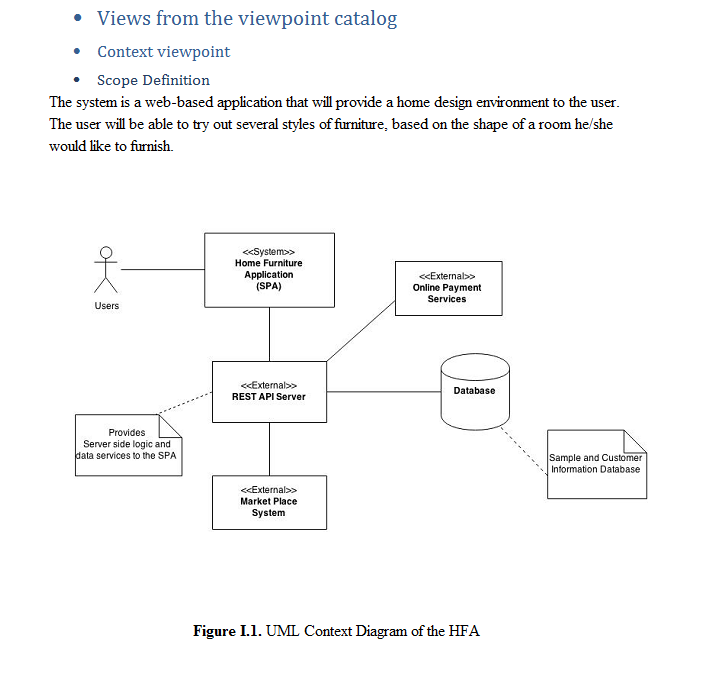 Views from the viewpoint catalog
Context viewpoint
Scope Definition
The system is a web-based application that will provide a home design environment to the user.
The user will be able to try out several styles of furniture, based on the shape of a room he/she
would like to furnish.
<<System>>
Home Furniture
Application
(SPA)
Users
<<External>>
Online Payment
Services
<<External>>
REST API Server
Database
Provides
Server side logic and
data services to the SPA
Sample and Customer
Information Database
<<External>>
Market Place
System
Figure I.1. UML Context Diagram of the HFA